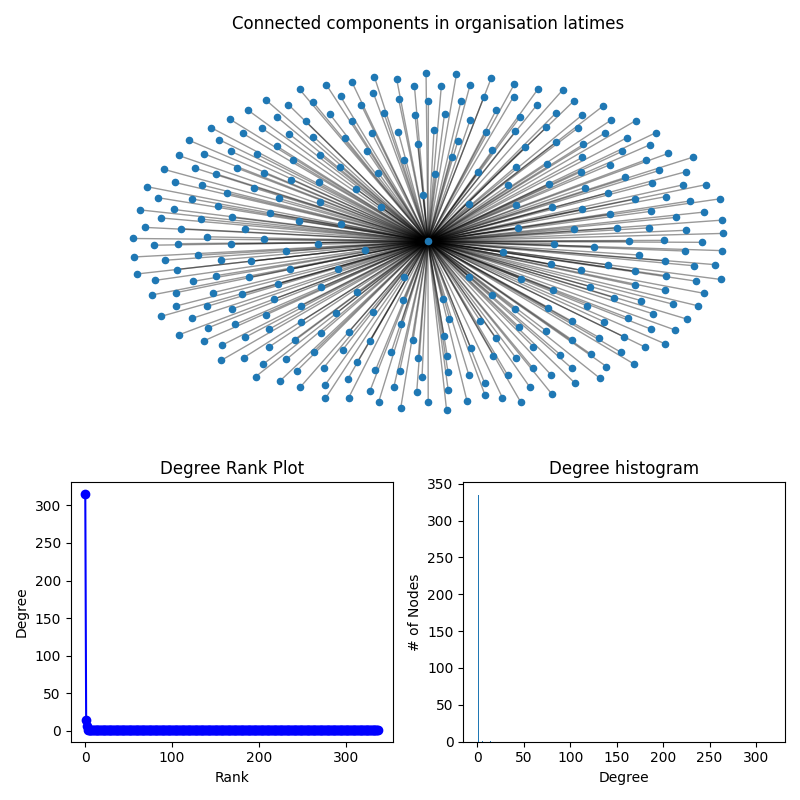 Connected components in organisation latimes
Degree Rank Plot
Degree
300
250
200
150
100
50
0
0 100 200 300
Rank
Degree histogram
# of Nodes
350
300
250
200
150
100
50
0
0 50 100 150 200 250 300
Degree